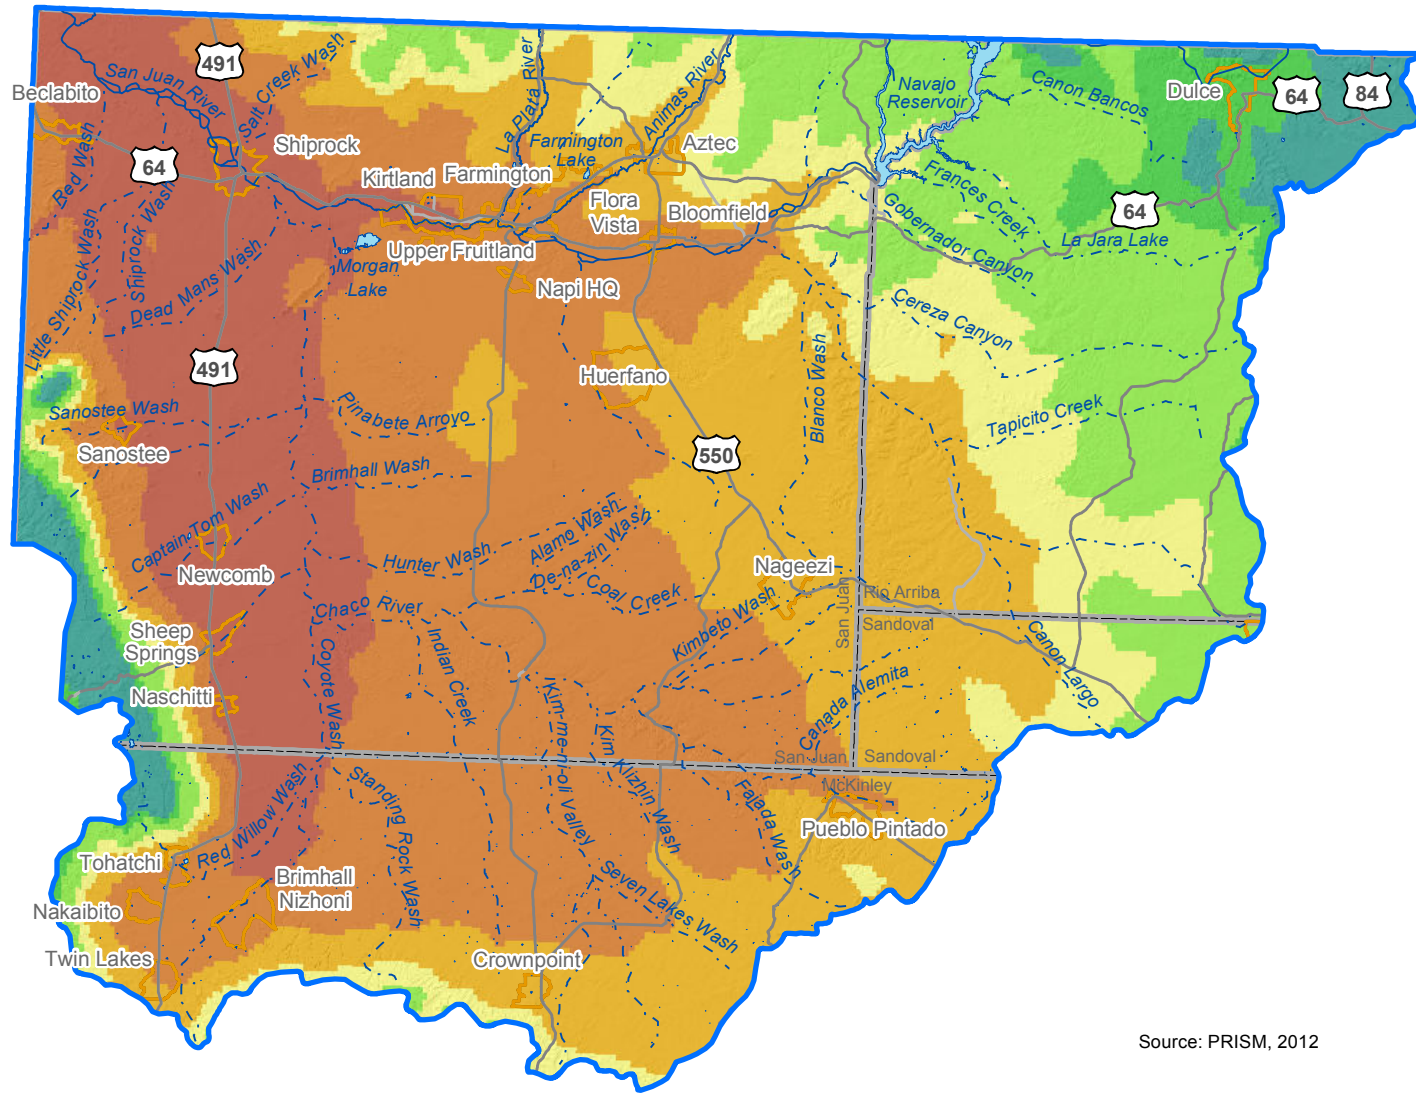 491
San Juan River
Salt Creek Wash
La Plata River
Animas River
Navajo
Reservoir
Canon Bancos
Dulce
64
84
Beclabito
Red Wash
64
Shiprock
Farmington
Lake
Aztec
Kirtland
Farmington
Flora
Vista
Bloomfield
Frances Creek
Gobernador Canyon
64
La Jara Lake
Little Shiprock Wash
Shiprock Wash
Dead Mans Wash
Upper Fruitland
Morgan
Lake
Napi HQ
Cereza Canyon
491
Huerfano
Blanco Wash
Sanostee Wash
Sanostee
Pinabete Arroyo
Tapicito Creek
550
Brimhall Wash
Captain Tom Wash
Newcomb
Hunter Wash
Alamo Wash
De-na-zin Wash
Coal Creek
Nageezi
Kimbeto Wash
San Juan
Rio Arriba
Sandoval
Chaco River
Indian Creek
Coyote Wash
Sheep
Springs
Naschitti
Canon Largo
Canada Alemita
Kim-me-ni-oli Valley
Kim Klizhin Wash
San Juan
Sandoval
McKinley
Fajada Wash
Pueblo Pintado
Standing Rock Wash
Red Willow Wash
Tohatchi
Brimhall
Nizhoni
Nakaibito
Seven Lakes Wash
Twin Lakes
Crownpoint
Source: PRISM, 2012